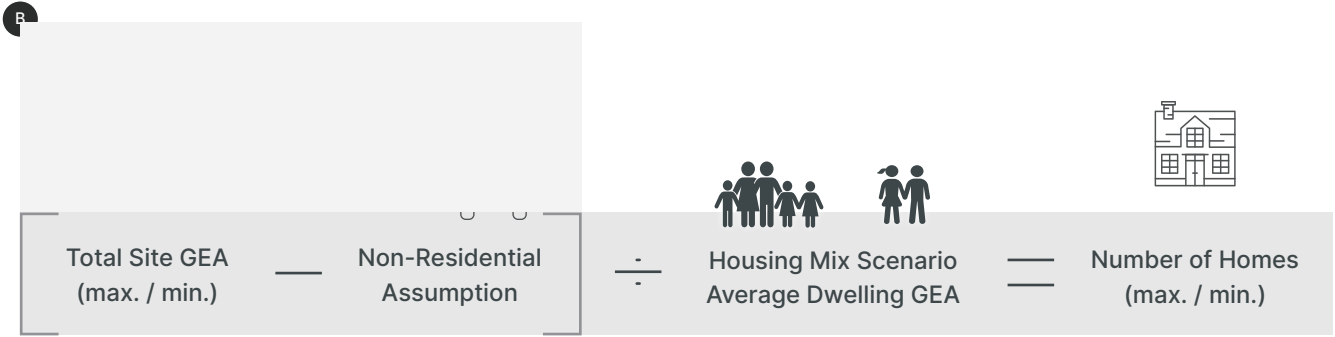 B
Total Site GEA
(max. / min.)
—
Non-Residential
Assumption
÷
Housing Mix Scenario
Average Dwelling GEA
=
Number of Homes
(max. / min.)